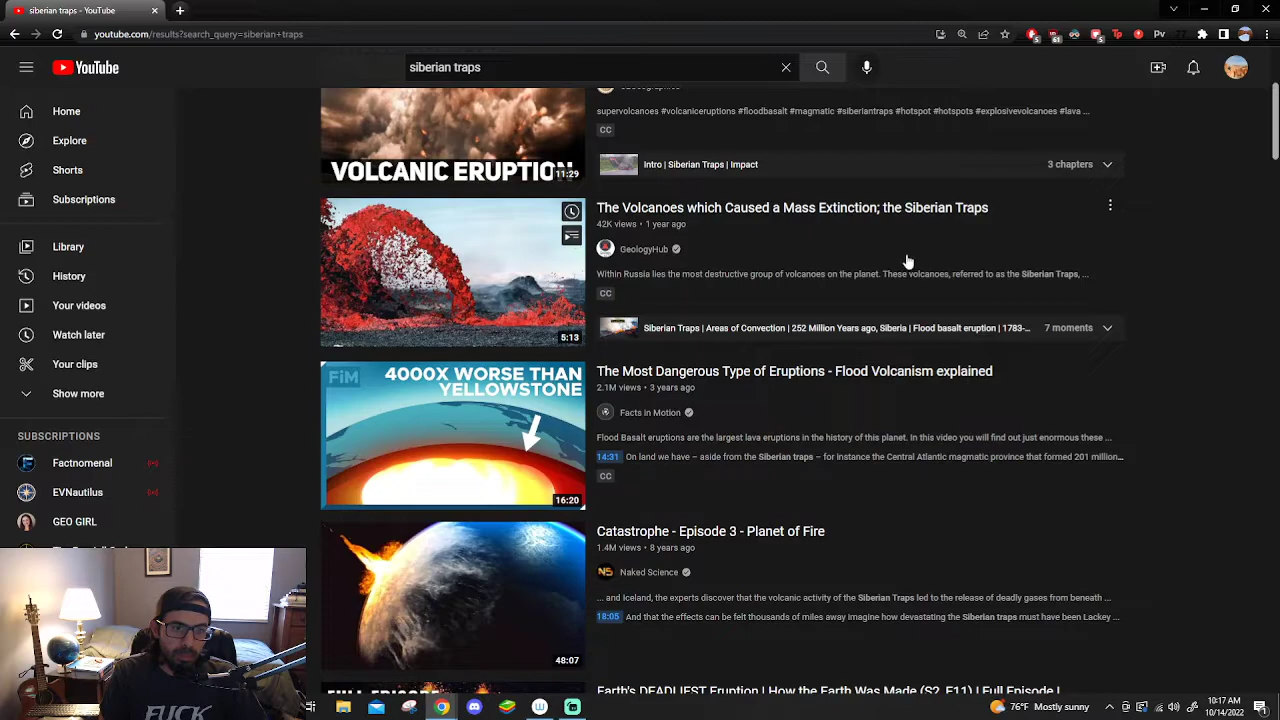 siberian traps - YouTube
youtube.com/results?search_query=siberian+traps
YouTube
siberian traps
Home
Explore
Shorts
Subscriptions
Library
History
Your videos
Watch later
Your clips
Show more
SUBSCRIPTIONS
Factnomenal
EVNautilus
GEO GIRL
VOLCANIC ERUPTION
11:29
supervolcanoes #volcaniceruptions #floodbasalt #magmatic #siberiantraps #hotspot #hotspots #explosivevolcanoes #lava ...
CC
Intro | Siberian Traps | Impact
3 chapters
The Volcanoes which Caused a Mass Extinction; the Siberian Traps
42K views • 1 year ago
GeologyHub
Within Russia lies the most destructive group of volcanoes on the planet. These volcanoes, referred to as the Siberian Traps, ...
CC
5:13
Siberian Traps | Areas of Convection | 252 Million Years ago, Siberia | Flood basalt eruption | 1783-...
7 moments
FiM
4000X WORSE THAN
YELLOWSTONE
16:20
The Most Dangerous Type of Eruptions - Flood Volcanism explained
2.1M views • 3 years ago
Facts in Motion
Flood Basalt eruptions are the largest lava eruptions in the history of this planet. In this video you will find out just enormous these ...
14:31 On land we have – aside from the Siberian traps – for instance the Central Atlantic magmatic province that formed 201 million...
CC
Catastrophe - Episode 3 - Planet of Fire
1.4M views • 8 years ago
Naked Science
... and Iceland, the experts discover that the volcanic activity of the Siberian Traps led to the release of deadly gases from beneath ...
18:05 And that the effects can be felt thousands of miles away imagine how devastating the Siberian traps must have been Lackey ...
48:07
Earth's DEADLIEST Eruption | How the Earth Was Made (S2, E11) | Full Episode |
FULL EPISODE
FUCK
76°F Mostly sunny
10:17 AM
10/14/2022